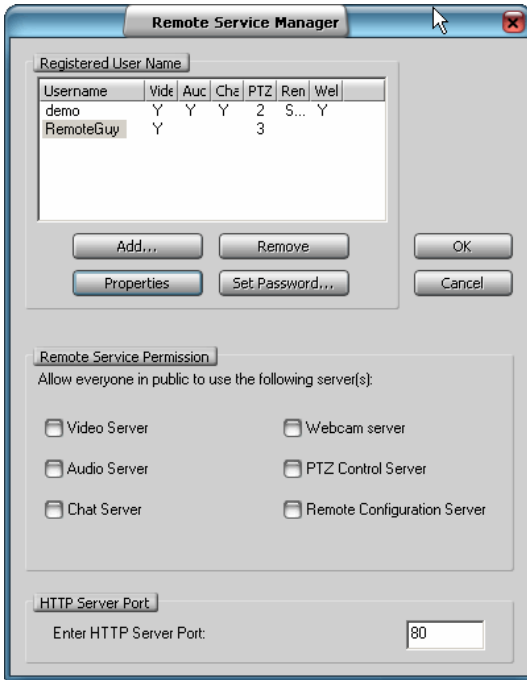 Remote Service Manager
Registered User Name
Username Vide Auc Cha PTZ Ren Wel
demo Y Y Y 2 S... Y
RemoteGuy Y 3
Add... Remove OK
Properties Set Password... Cancel
Remote Service Permission
Allow everyone in public to use the following server(s):
Video Server Webcam server
Audio Server PTZ Control Server
Chat Server Remote Configuration Server
HTTP Server Port
Enter HTTP Server Port: 80